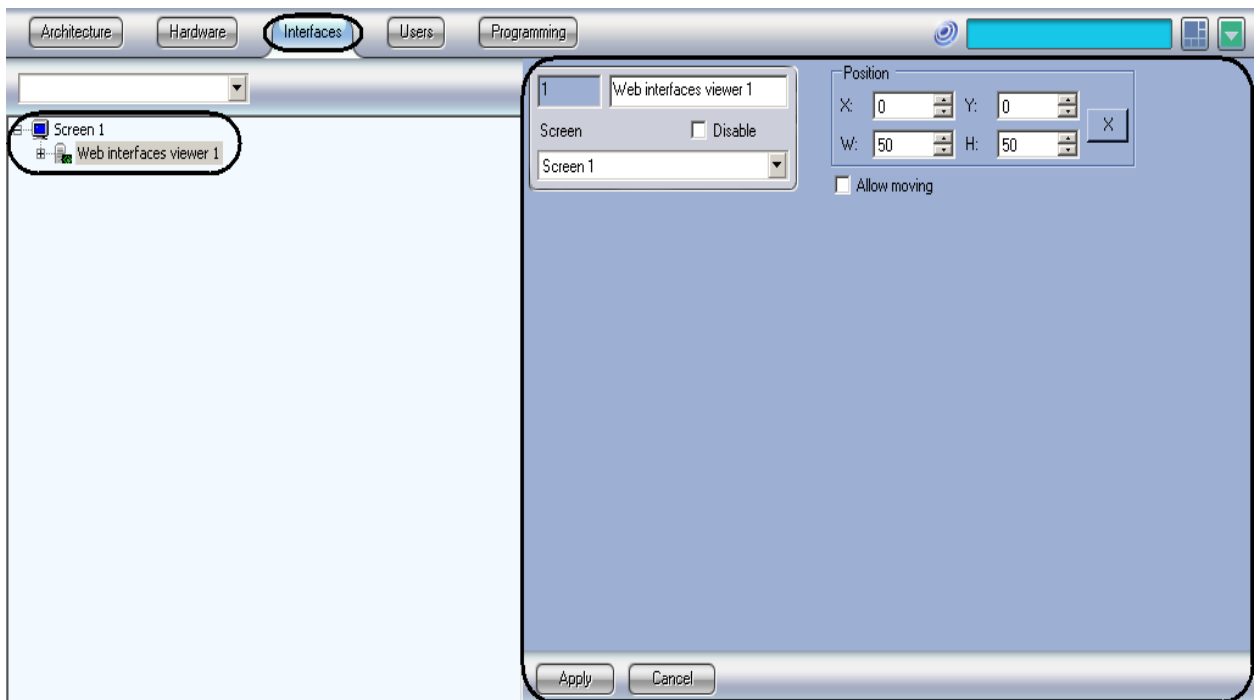 Architecture Hardware Interfaces Users Programming
Screen 1
Web interfaces viewer 1
1 Web interfaces viewer 1
Screen Disable
Screen 1
Position
X: 0 Y: 0
W: 50 H: 50
X
Allow moving
Apply Cancel